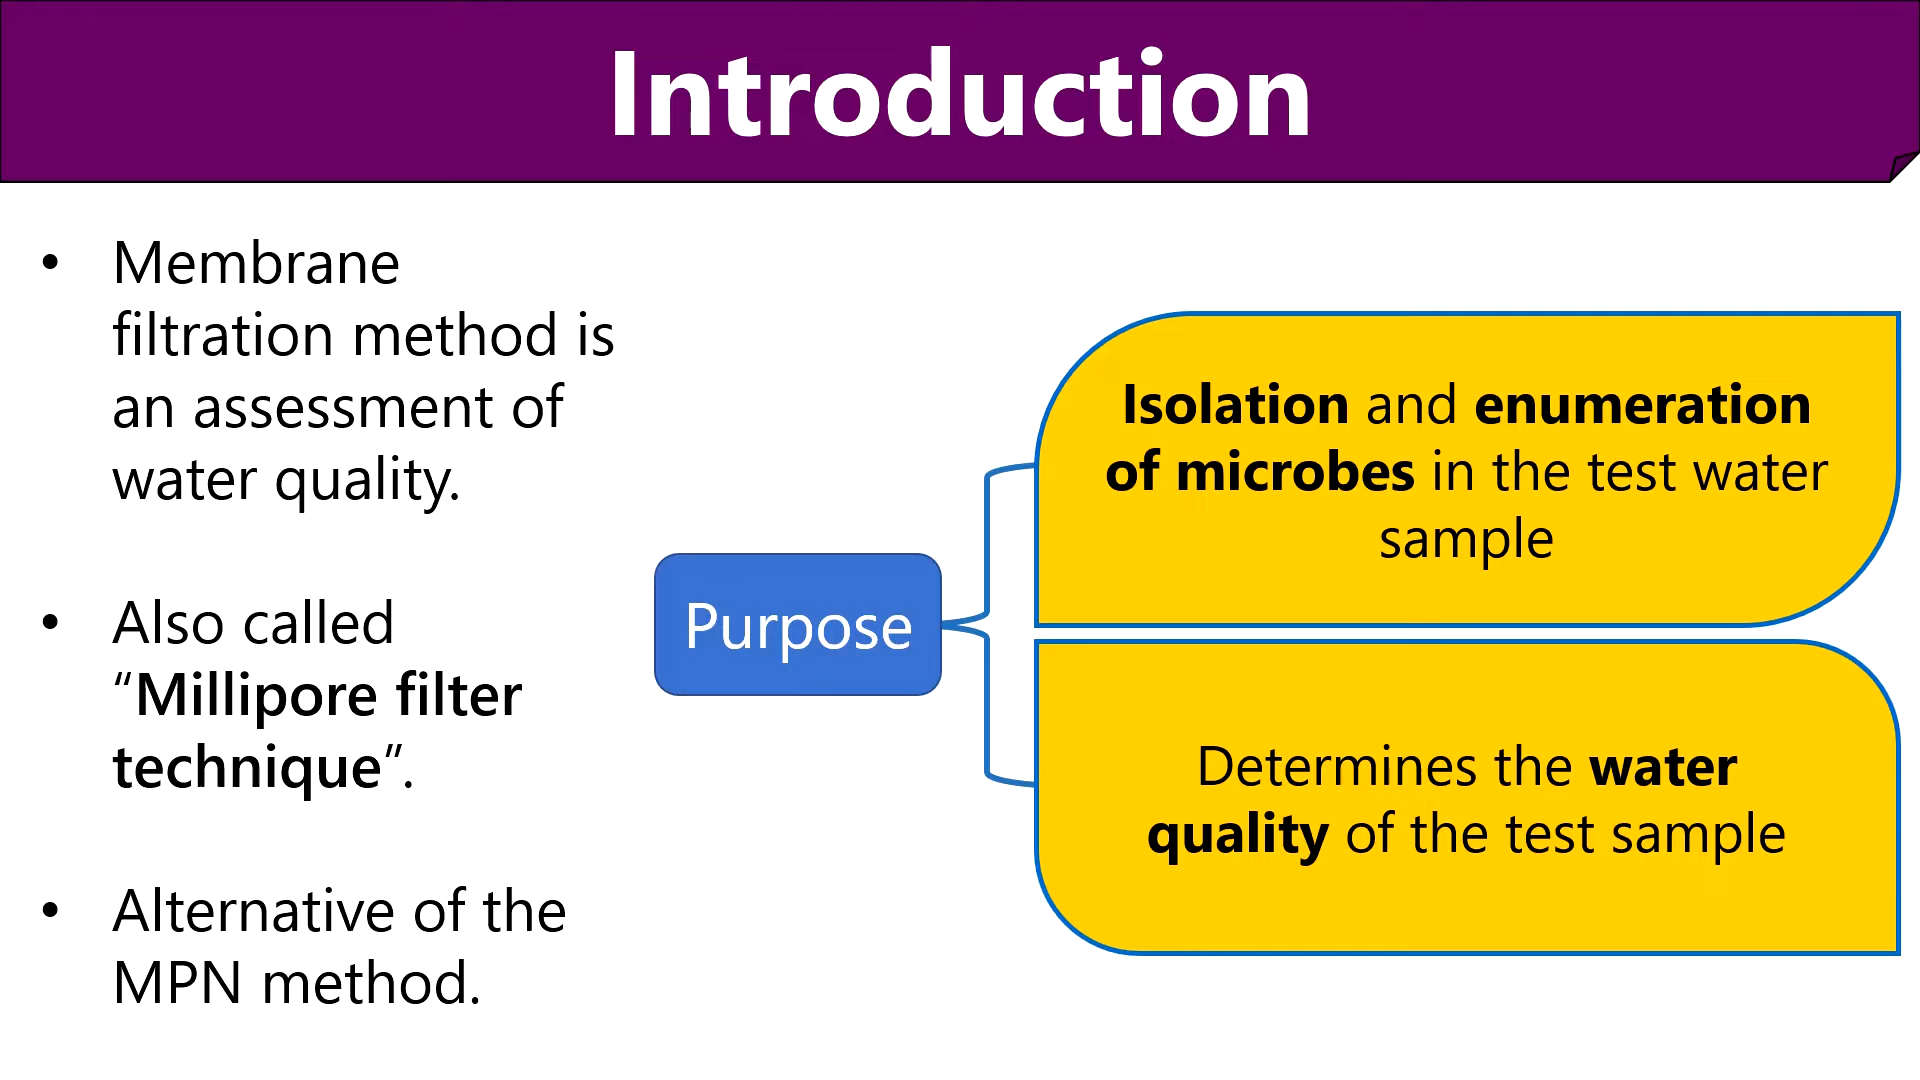 Introduction
• Membrane
filtration method is
an assessment of
water quality.
• Also called
“Millipore filter
technique”.
• Alternative of the
MPN method.
Purpose
Isolation and enumeration
of microbes in the test water
sample
Determines the water
quality of the test sample